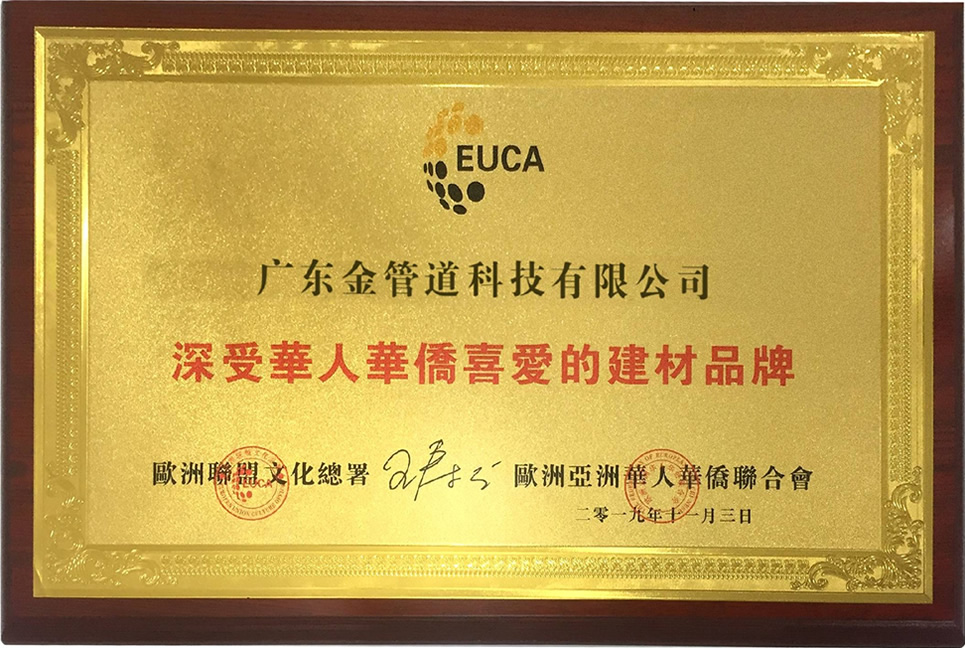 EUCA
广东金管道科技有限公司
深受華人華僑喜愛的建材品牌
歐洲聯盟文化總署 歐洲亞洲華人華僑聯合會
二零一九年十一月三日